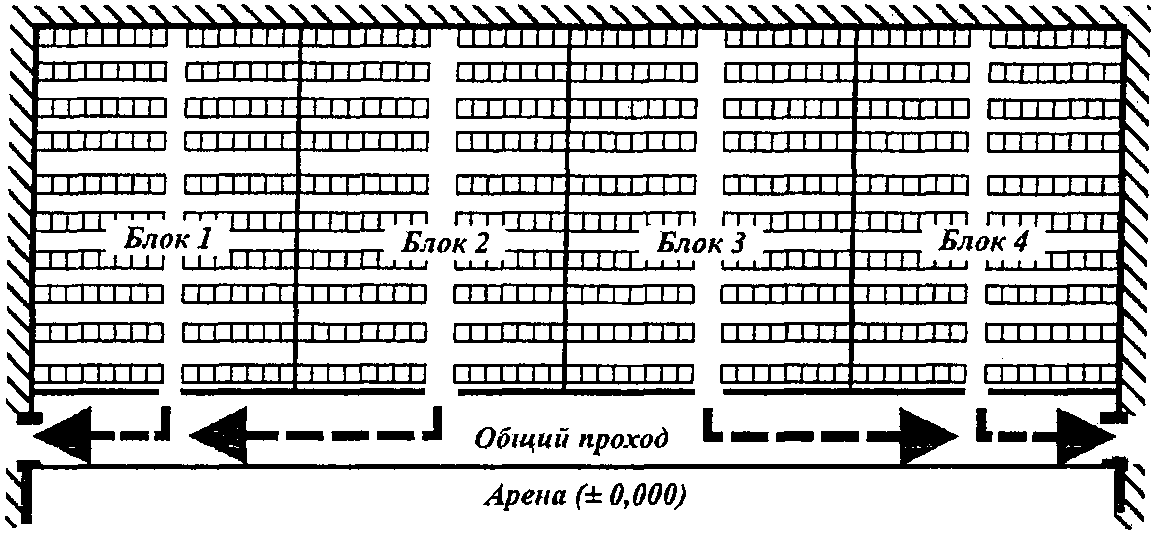 Блок 1
Блок 2
Блок 3
Блок 4
Общий проход
Арена (± 0,000)